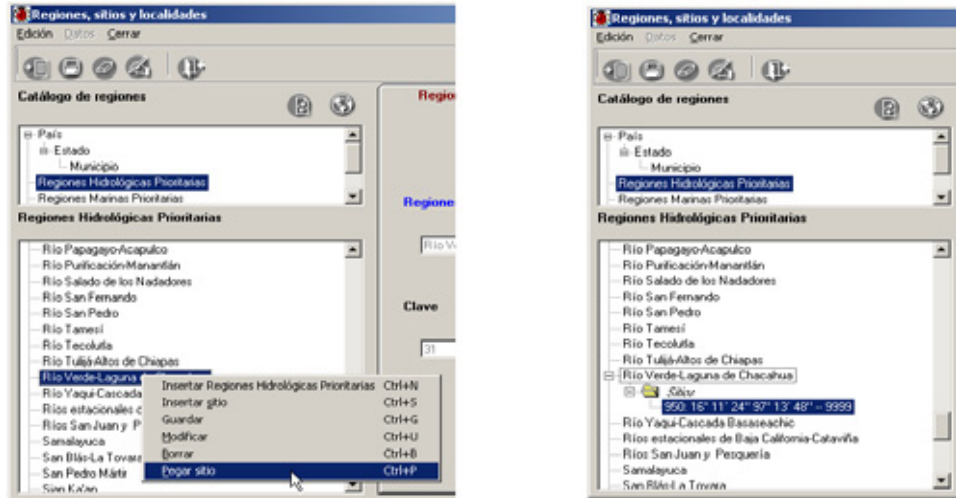 Regiones, sitios y localidades
Edición Datos Cerrar
Catálogo de regiones
País
Estado
Municipio
Regiones Hidrológicas Prioritarias
Regiones Marinas Prioritarias
Regiones Hidrológicas Prioritarias
Río Papagayo-Acapulco
Río Purificación-Manantlán
Río Salado de los Nadadores
Río San Fernando
Río San Pedro
Río Tamesí
Río Tecolutla
Río Tulijá-Altos de Chiapas
Río Verde-Laguna de Chacahua
Río Yaqui-Cascada
Ríos estacionales
Ríos San Juan y P
Samalayuca
San Blás-La Tovara
San Pedro Mártir
Sian Ka'an
Insertar Regiones Hidrológicas Prioritarias Ctrl+N
Insertar sitio Ctrl+S
Guardar Ctrl+G
Modificar Ctrl+U
Borrar Ctrl+B
Pegar sitio Ctrl+P
Regio
Regione
Río V
Clave
31
Regiones, sitios y localidades
Edición Datos Cerrar
Catálogo de regiones
País
Estado
Municipio
Regiones Hidrológicas Prioritarias
Regiones Marinas Prioritarias
Regiones Hidrológicas Prioritarias
Río Papagayo-Acapulco
Río Purificación-Manantlán
Río Salado de los Nadadores
Río San Fernando
Río San Pedro
Río Tamesí
Río Tecolutla
Río Tulijá-Altos de Chiapas
Río Verde-Laguna de Chacahua
Sitios
950: 16° 11' 24" 97° 13' 48" -- 9999
Río Yaqui-Cascada Basaseachic
Ríos estacionales de Baja California-Cataviña
Ríos San Juan y Pesquería
Samalayuca
San Blás-La Tovara